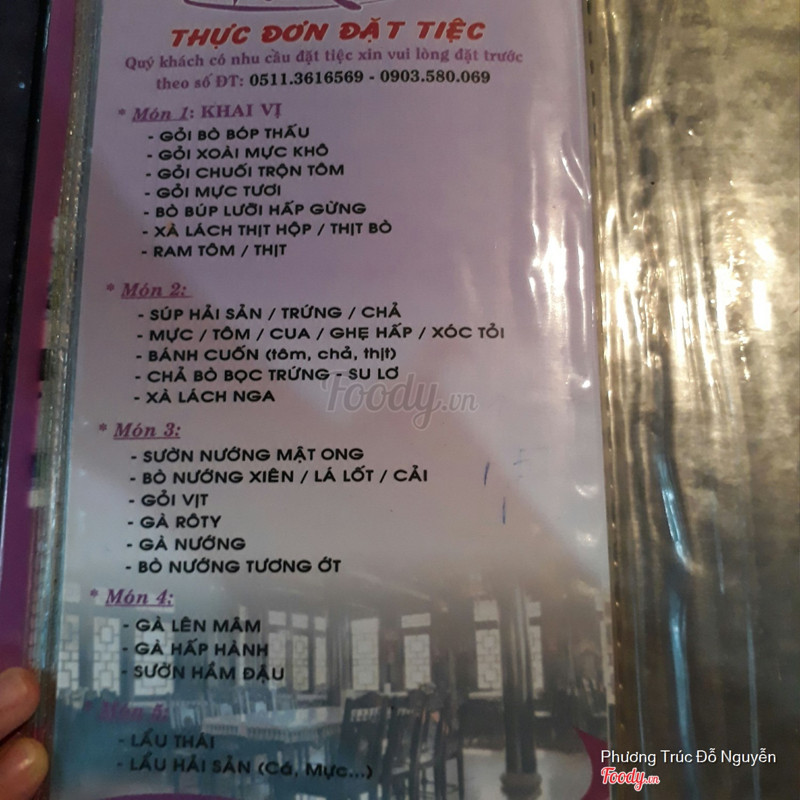 THỰC ĐƠN ĐẶT TIỆC
Quý khách có nhu cầu đặt tiệc xin vui lòng đặt trước
theo số ĐT: 0511.3616569 - 0903.580.069
* Món 1: KHAI VỊ
- GỎI BÒ BÓP THẤU
- GỎI XOÀI MỰC KHÔ
- GỎI CHUỐI TRỘN TÔM
- GỎI MỰC TƯƠI
- BÒ BÚP LƯỠI HẤP GỪNG
- XÀ LÁCH THỊT HỘP / THỊT BÒ
- RAM TÔM / THỊT
* Món 2:
- SÚP HẢI SẢN / TRỨNG / CHẢ
- MỰC / TÔM / CUA / GHẸ HẤP / XÓC TỎI
- BÁNH CUỐN (tôm, chả, thịt)
- CHẢ BÒ BỌC TRỨNG - SU LƠ
- XÀ LÁCH NGA
Foody.vn
* Món 3:
- SƯỜN NƯỚNG MẬT ONG
- BÒ NƯỚNG XIÊN / LÁ LỐT / CẢI
- GỎI VỊT
- GÀ RÔTY
- GÀ NƯỚNG
- BÒ NƯỚNG TƯƠNG ỚT
* Món 4:
- GÀ LÊN MÂM
- GÀ HẤP HÀNH
- SƯỜN HẦM ĐẬU
* Món 5:
- LẨU THÁI
- LẨU HẢI SẢN (Cá, Mực...)
Phương Trúc Đỗ Nguyễn
Foody.vn